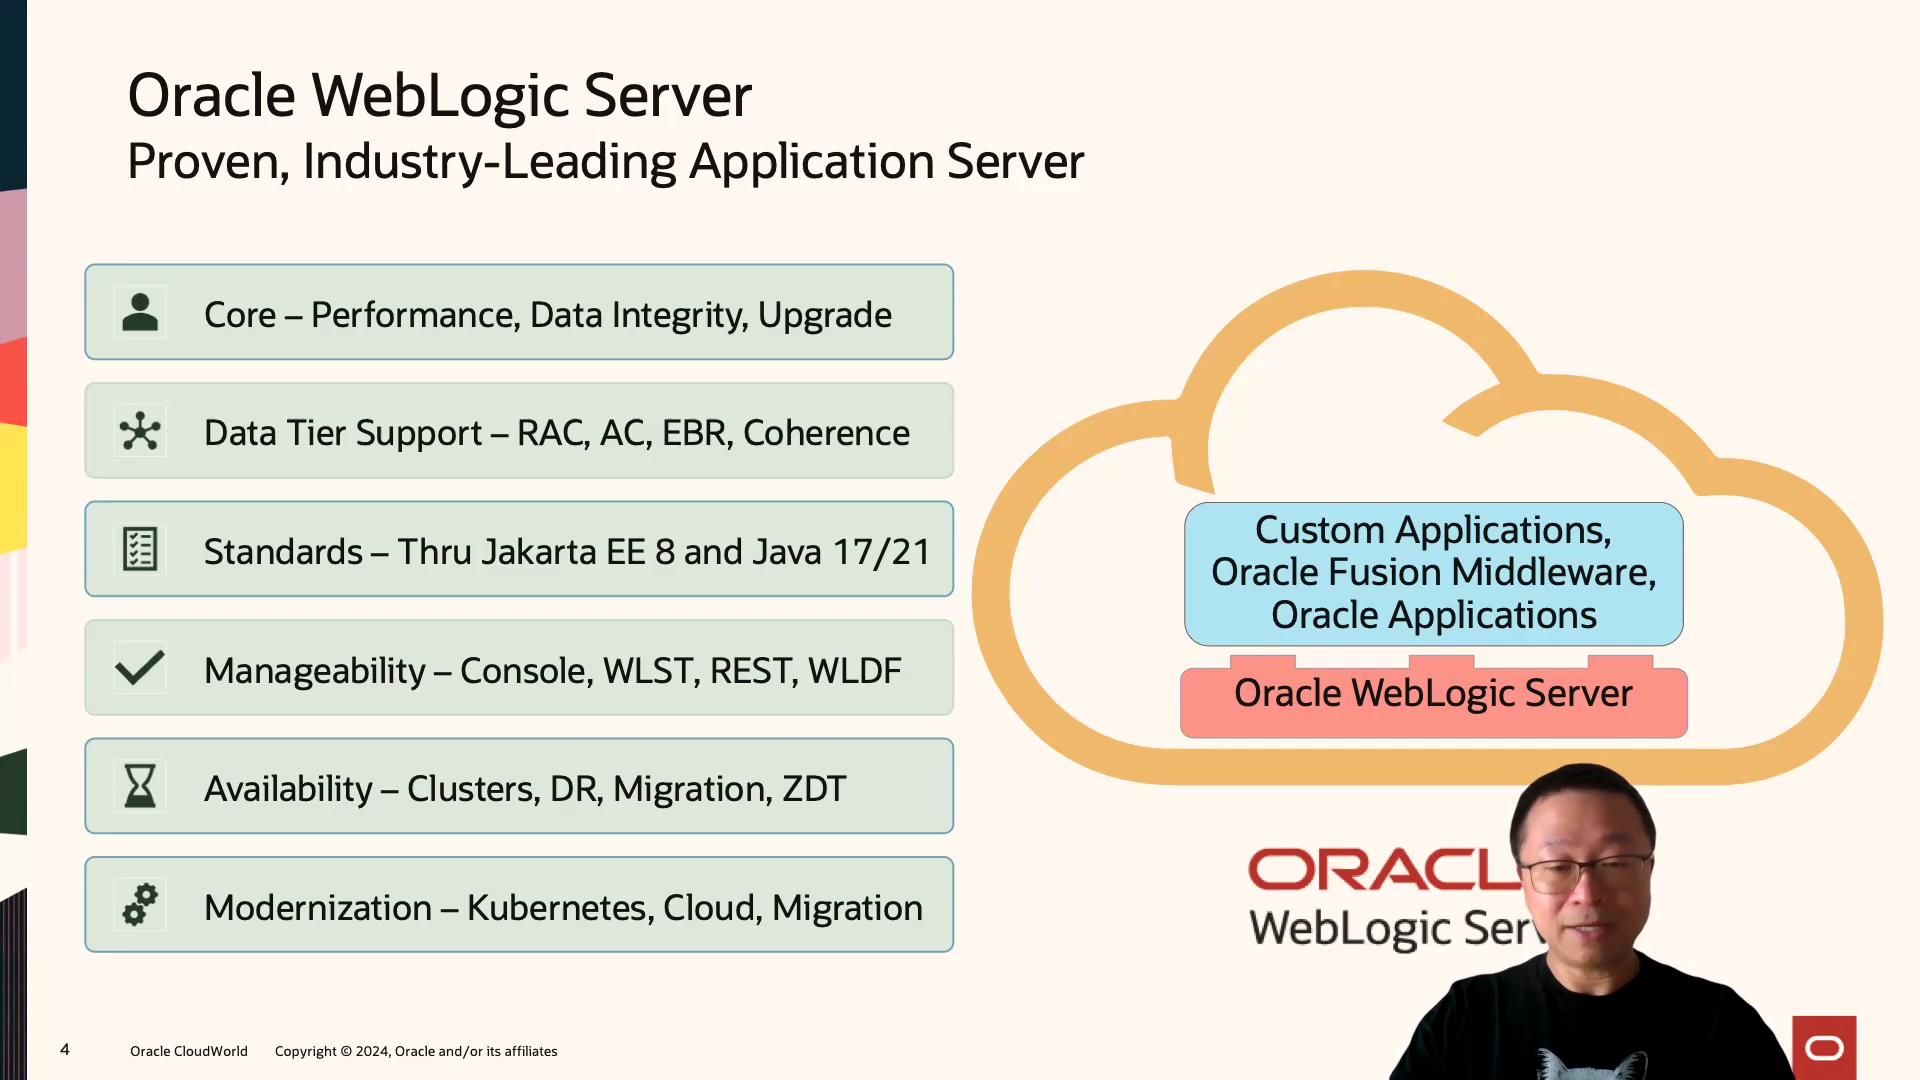 Oracle WebLogic Server
Proven, Industry-Leading Application Server
Core – Performance, Data Integrity, Upgrade
Data Tier Support – RAC, AC, EBR, Coherence
Standards – Thru Jakarta EE 8 and Java 17/21
Manageability – Console, WLST, REST, WLDF
Availability – Clusters, DR, Migration, ZDT
Modernization – Kubernetes, Cloud, Migration
Custom Applications,
Oracle Fusion Middleware,
Oracle Applications
Oracle WebLogic Server
ORACL
WebLogic Ser
4 Oracle CloudWorld Copyright © 2024, Oracle and/or its affiliates